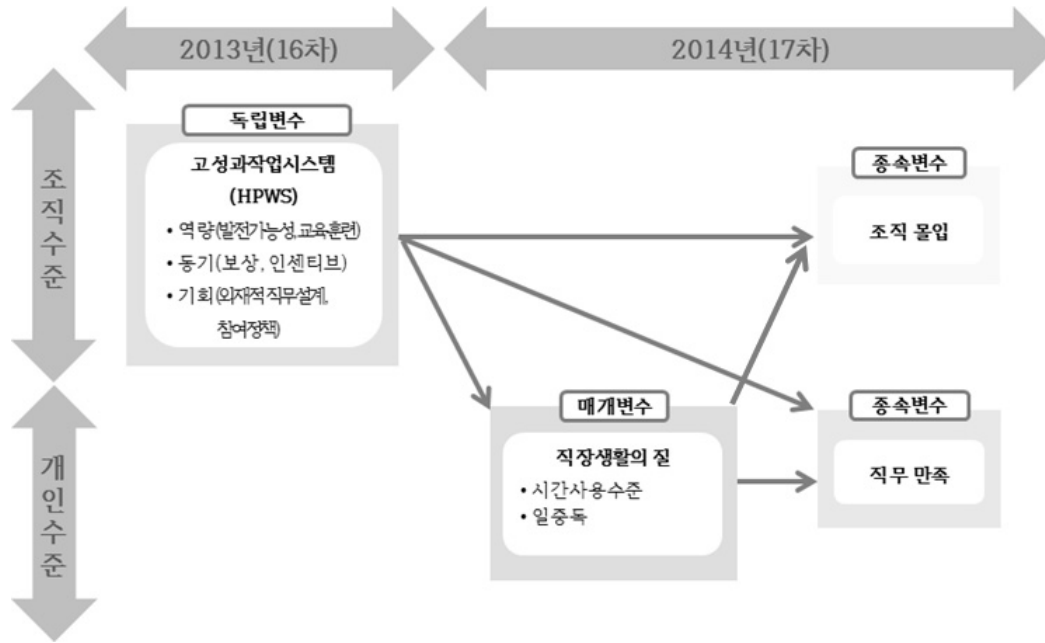 2013년(16차)
2014년(17차)
조직수준
개인수준
독립변수
고성과작업시스템
(HPWS)
• 역량(발전가능성,교육훈련)
• 동기(보상, 인센티브)
• 기회(외재적 직무설계,
참여정책)
매개변수
직장생활의 질
• 시간사용수준
• 일중독
종속변수
조직 몰입
종속변수
직무 만족